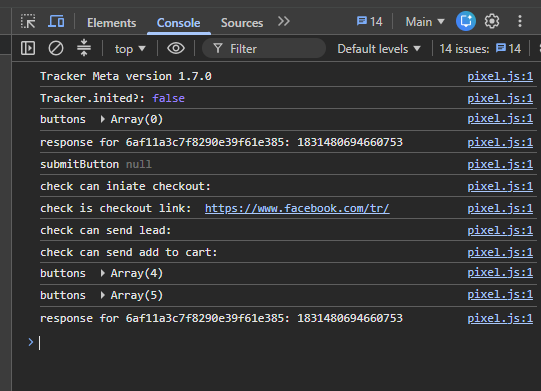 Elements Console Sources 14 Main
top Filter Default levels 14 issues: 14
Tracker Meta version 1.7.0 pixel.js:1
Tracker.inited?: false pixel.js:1
buttons Array(0) pixel.js:1
response for 6af11a3c7f8290e39f61e385: 1831480694660753 pixel.js:1
submitButton null pixel.js:1
check can iniate checkout: pixel.js:1
check is checkout link: https://www.facebook.com/tr/ pixel.js:1
check can send lead: pixel.js:1
check can send add to cart: pixel.js:1
buttons Array(4) pixel.js:1
buttons Array(5) pixel.js:1
response for 6af11a3c7f8290e39f61e385: 1831480694660753 pixel.js:1